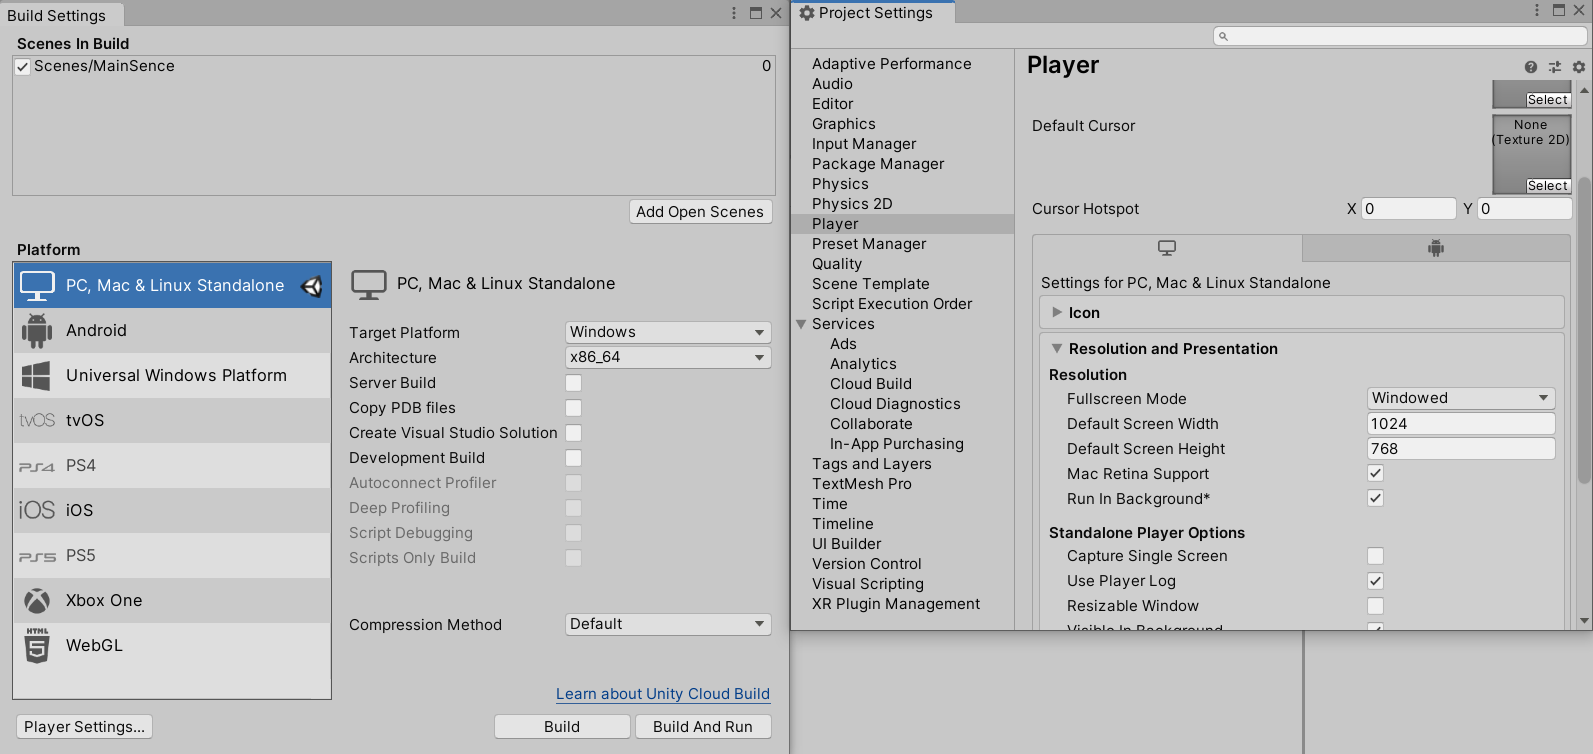 Build Settings
Scenes In Build
Scenes/MainSence 0
Add Open Scenes
Platform
PC, Mac & Linux Standalone
Android
Universal Windows Platform
tvOS tvOS
PS4 PS4
iOS iOS
PS5 PS5
Xbox One
HTML 5 WebGL
Player Settings...
PC, Mac & Linux Standalone
Target Platform Windows
Architecture x86_64
Server Build
Copy PDB files
Create Visual Studio Solution
Development Build
Autoconnect Profiler
Deep Profiling
Script Debugging
Scripts Only Build
Compression Method Default
Learn about Unity Cloud Build
Build Build And Run
Project Settings
Adaptive Performance
Audio
Editor
Graphics
Input Manager
Package Manager
Physics
Physics 2D
Player
Preset Manager
Quality
Scene Template
Script Execution Order
Services
Ads
Analytics
Cloud Build
Cloud Diagnostics
Collaborate
In-App Purchasing
Tags and Layers
TextMesh Pro
Time
Timeline
UI Builder
Version Control
Visual Scripting
XR Plugin Management
Player
Select
Default Cursor
None
(Texture 2D)
Select
Cursor Hotspot X 0 Y 0
Settings for PC, Mac & Linux Standalone
Icon
Resolution and Presentation
Resolution
Fullscreen Mode Windowed
Default Screen Width 1024
Default Screen Height 768
Mac Retina Support
Run In Background*
Standalone Player Options
Capture Single Screen
Use Player Log
Resizable Window
Visible In Background